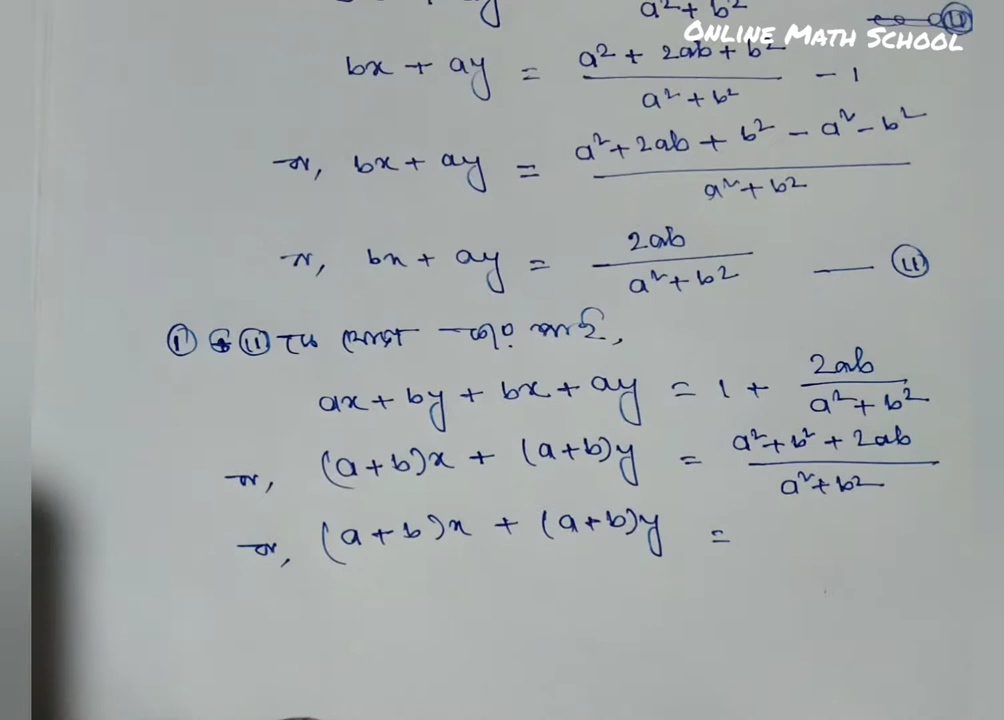 a²+b²
ONLINE MATH SCHOOL
bx + ay = (a² + 2ab + b²)/(a² + b²) - 1
বা, bx + ay = (a² + 2ab + b² - a² - b²)/(a² + b²)
বা, bx + ay = 2ab/(a² + b²) — (ii)
(i) ও (ii)
ax + by + bx + ay = 1 + 2ab/(a² + b²)
বা, (a+b)x + (a+b)y = (a² + b² + 2ab)/(a² + b²)
বা, (a+b)x + (a+b)y =